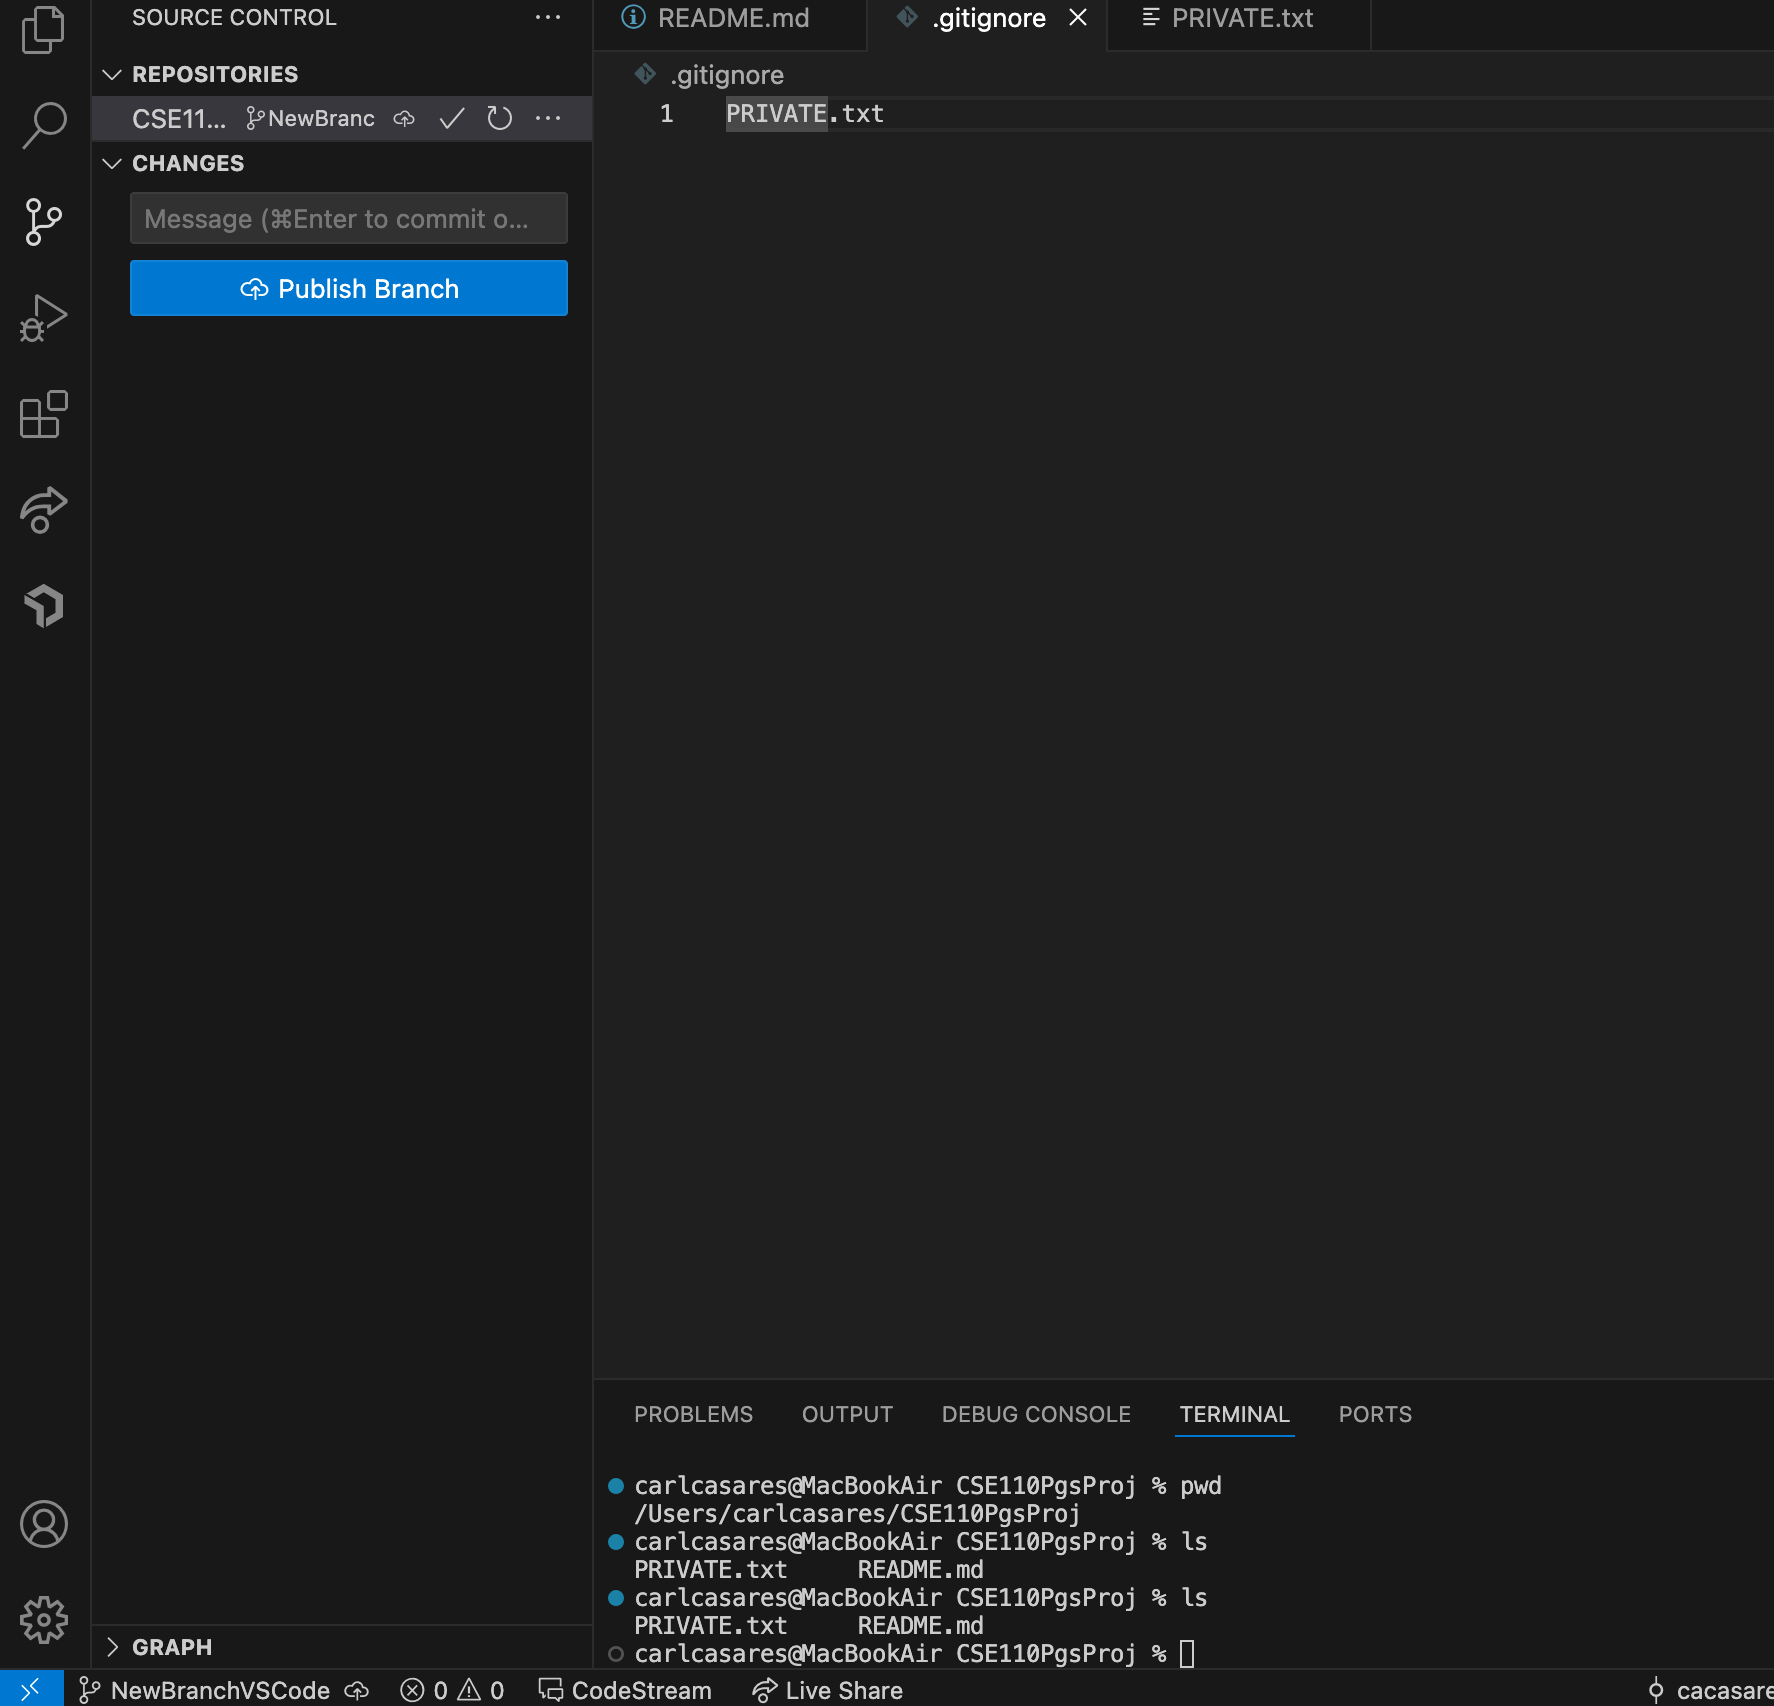 SOURCE CONTROL
REPOSITORIES
CSE11... NewBranc
CHANGES
Message (⌘Enter to commit o...
Publish Branch
GRAPH
README.md
.gitignore
PRIVATE.txt
.gitignore
1 PRIVATE.txt
PROBLEMS OUTPUT DEBUG CONSOLE TERMINAL PORTS
carlcasares@MacBookAir CSE110PgsProj % pwd
/Users/carlcasares/CSE110PgsProj
carlcasares@MacBookAir CSE110PgsProj % ls
PRIVATE.txt README.md
carlcasares@MacBookAir CSE110PgsProj % ls
PRIVATE.txt README.md
carlcasares@MacBookAir CSE110PgsProj %
NewBranchVSCode 0 0 CodeStream Live Share cacasare